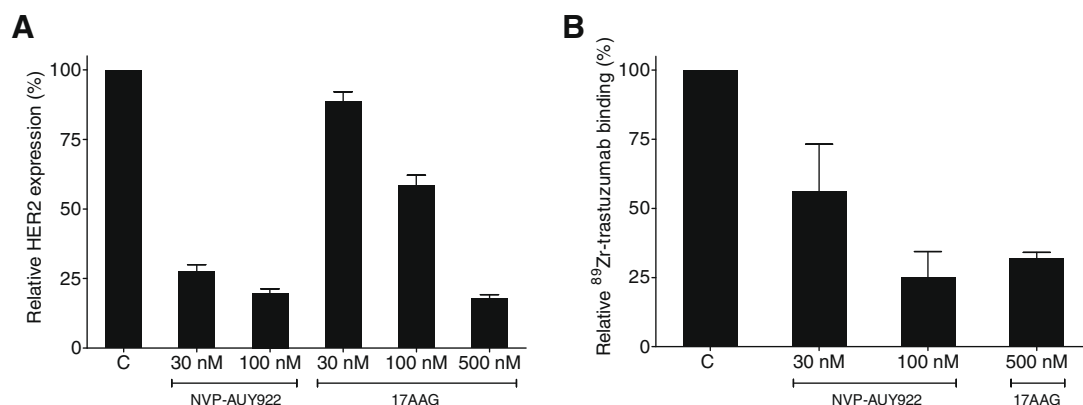 A
Relative HER2 expression (%)
100
75
50
25
0
C
30 nM
100 nM
30 nM
100 nM
500 nM
NVP-AUY922
17AAG
B
Relative ⁸⁹Zr-trastuzumab binding (%)
100
75
50
25
0
C
30 nM
100 nM
500 nM
NVP-AUY922
17AAG